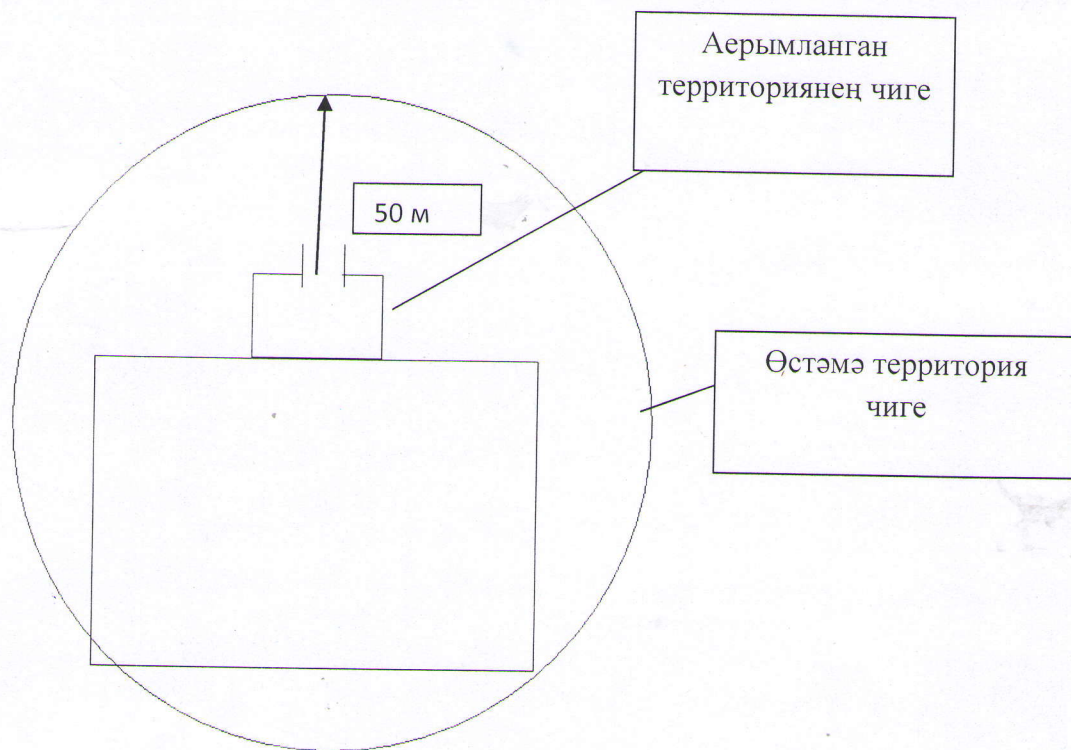 Аерымланган
территориянең чиге
50 м
Өстәмә территория
чиге